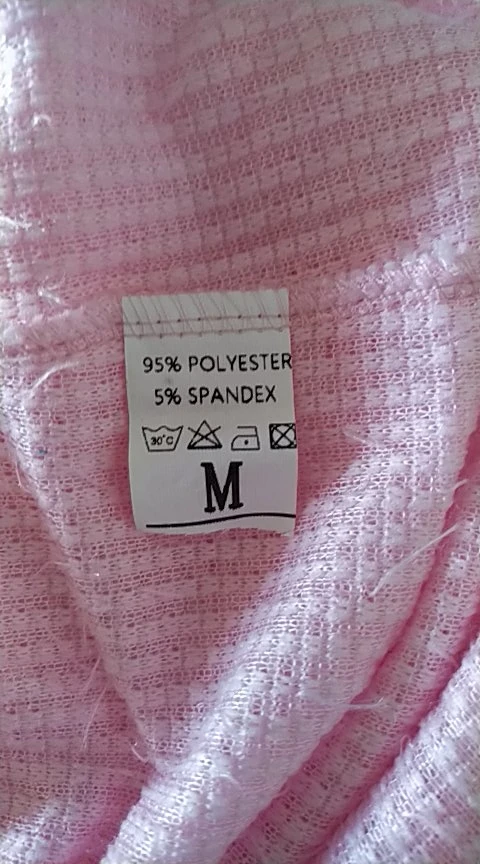 95% POLYESTER
5% SPANDEX
30°C
M